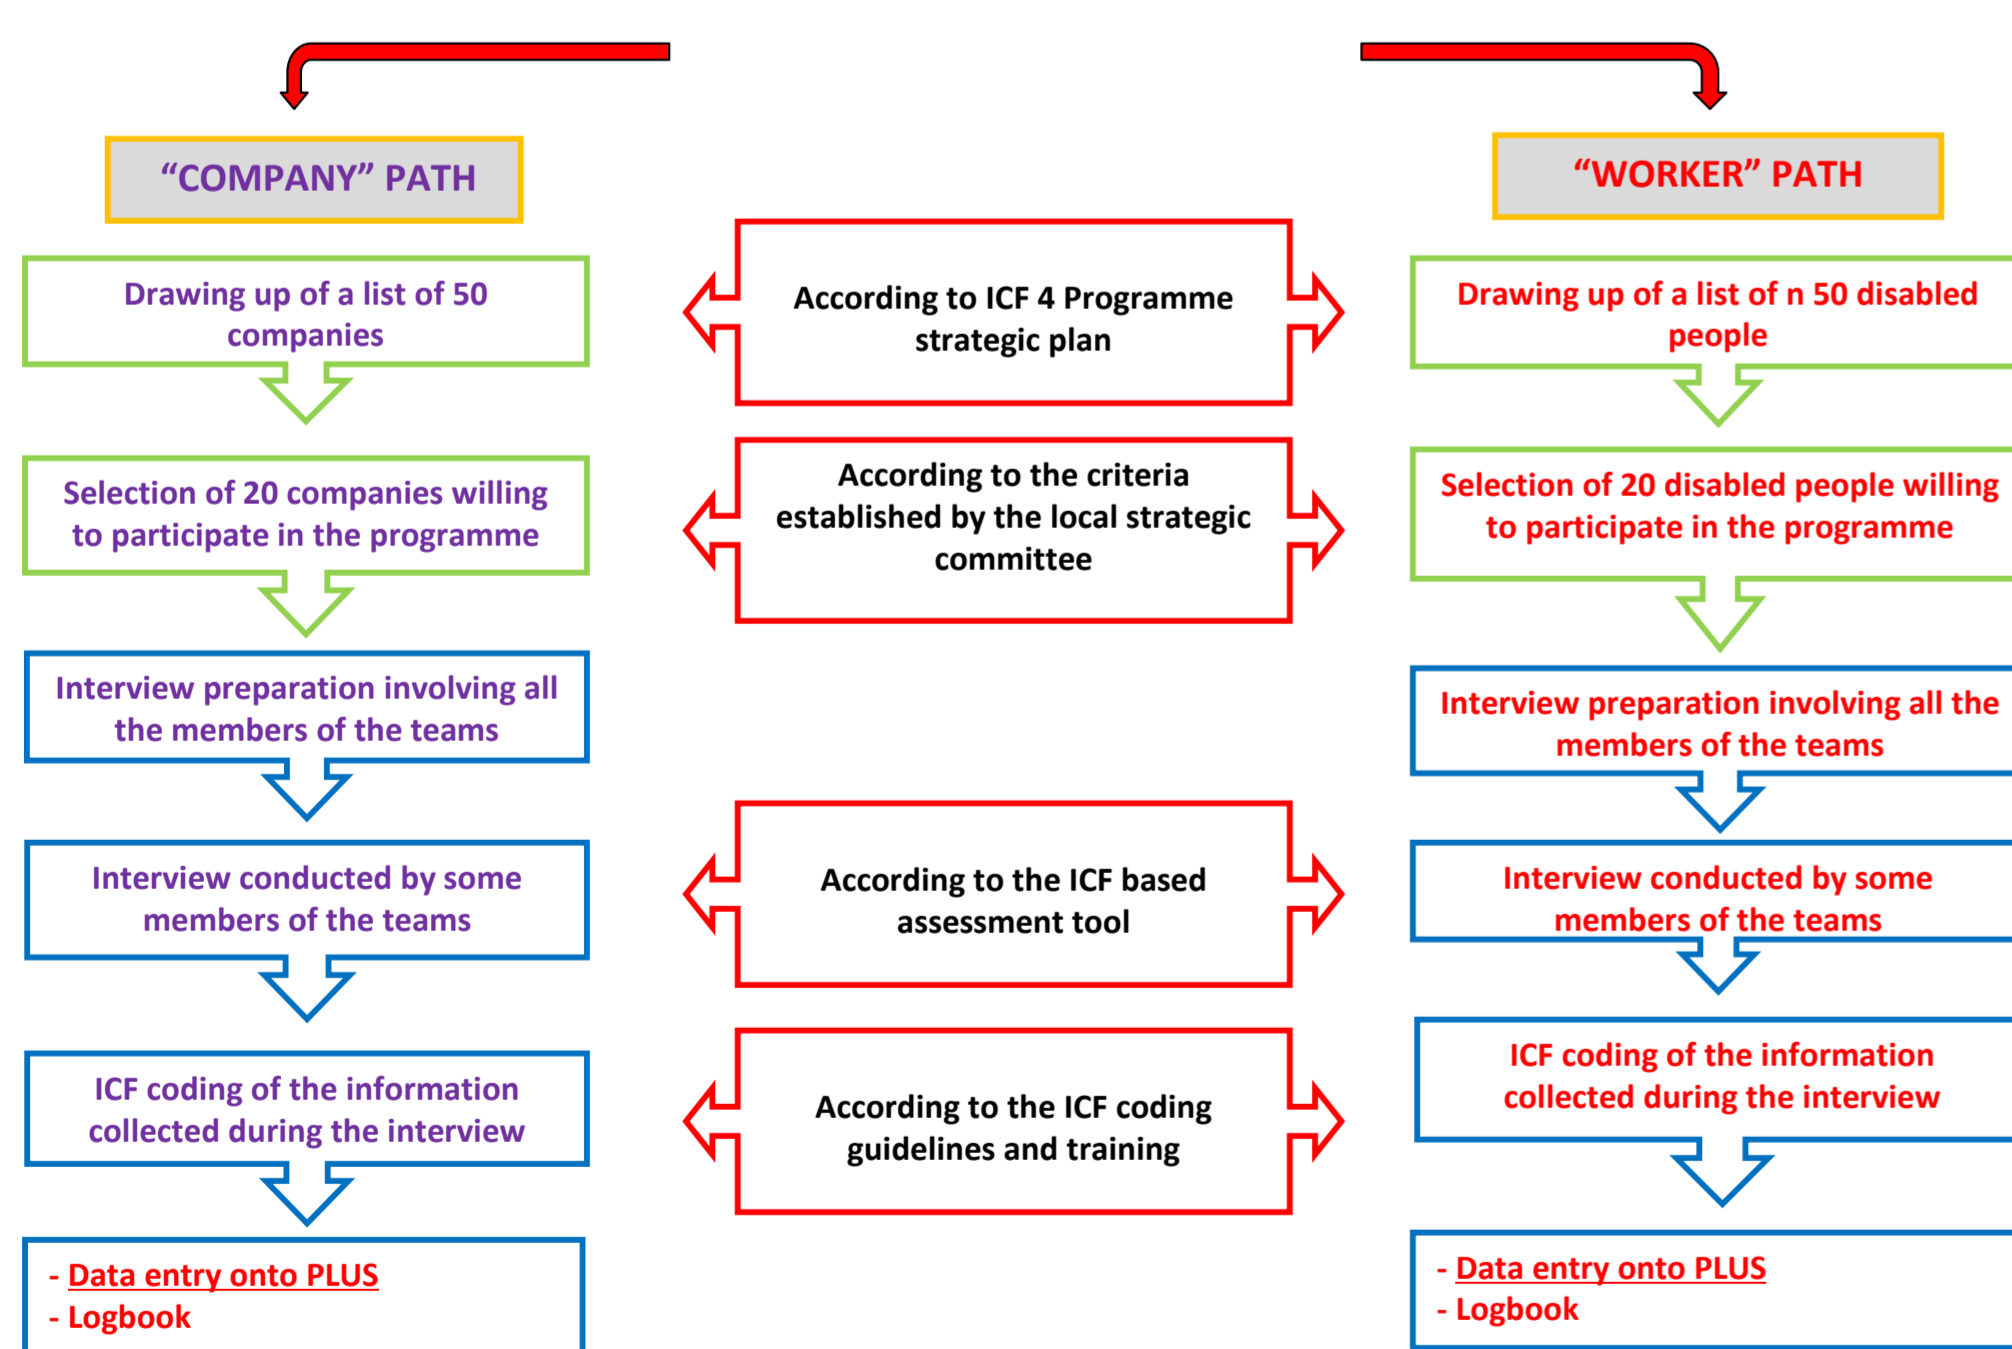 “COMPANY” PATH
“WORKER” PATH
Drawing up of a list of 50
companies
According to ICF 4 Programme
strategic plan
Drawing up of a list of n 50 disabled
people
Selection of 20 companies willing
to participate in the programme
According to the criteria
established by the local strategic
committee
Selection of 20 disabled people willing
to participate in the programme
Interview preparation involving all
the members of the teams
Interview preparation involving all the
members of the teams
Interview conducted by some
members of the teams
According to the ICF based
assessment tool
Interview conducted by some
members of the teams
ICF coding of the information
collected during the interview
According to the ICF coding
guidelines and training
ICF coding of the information
collected during the interview
- Data entry onto PLUS
- Logbook
- Data entry onto PLUS
- Logbook